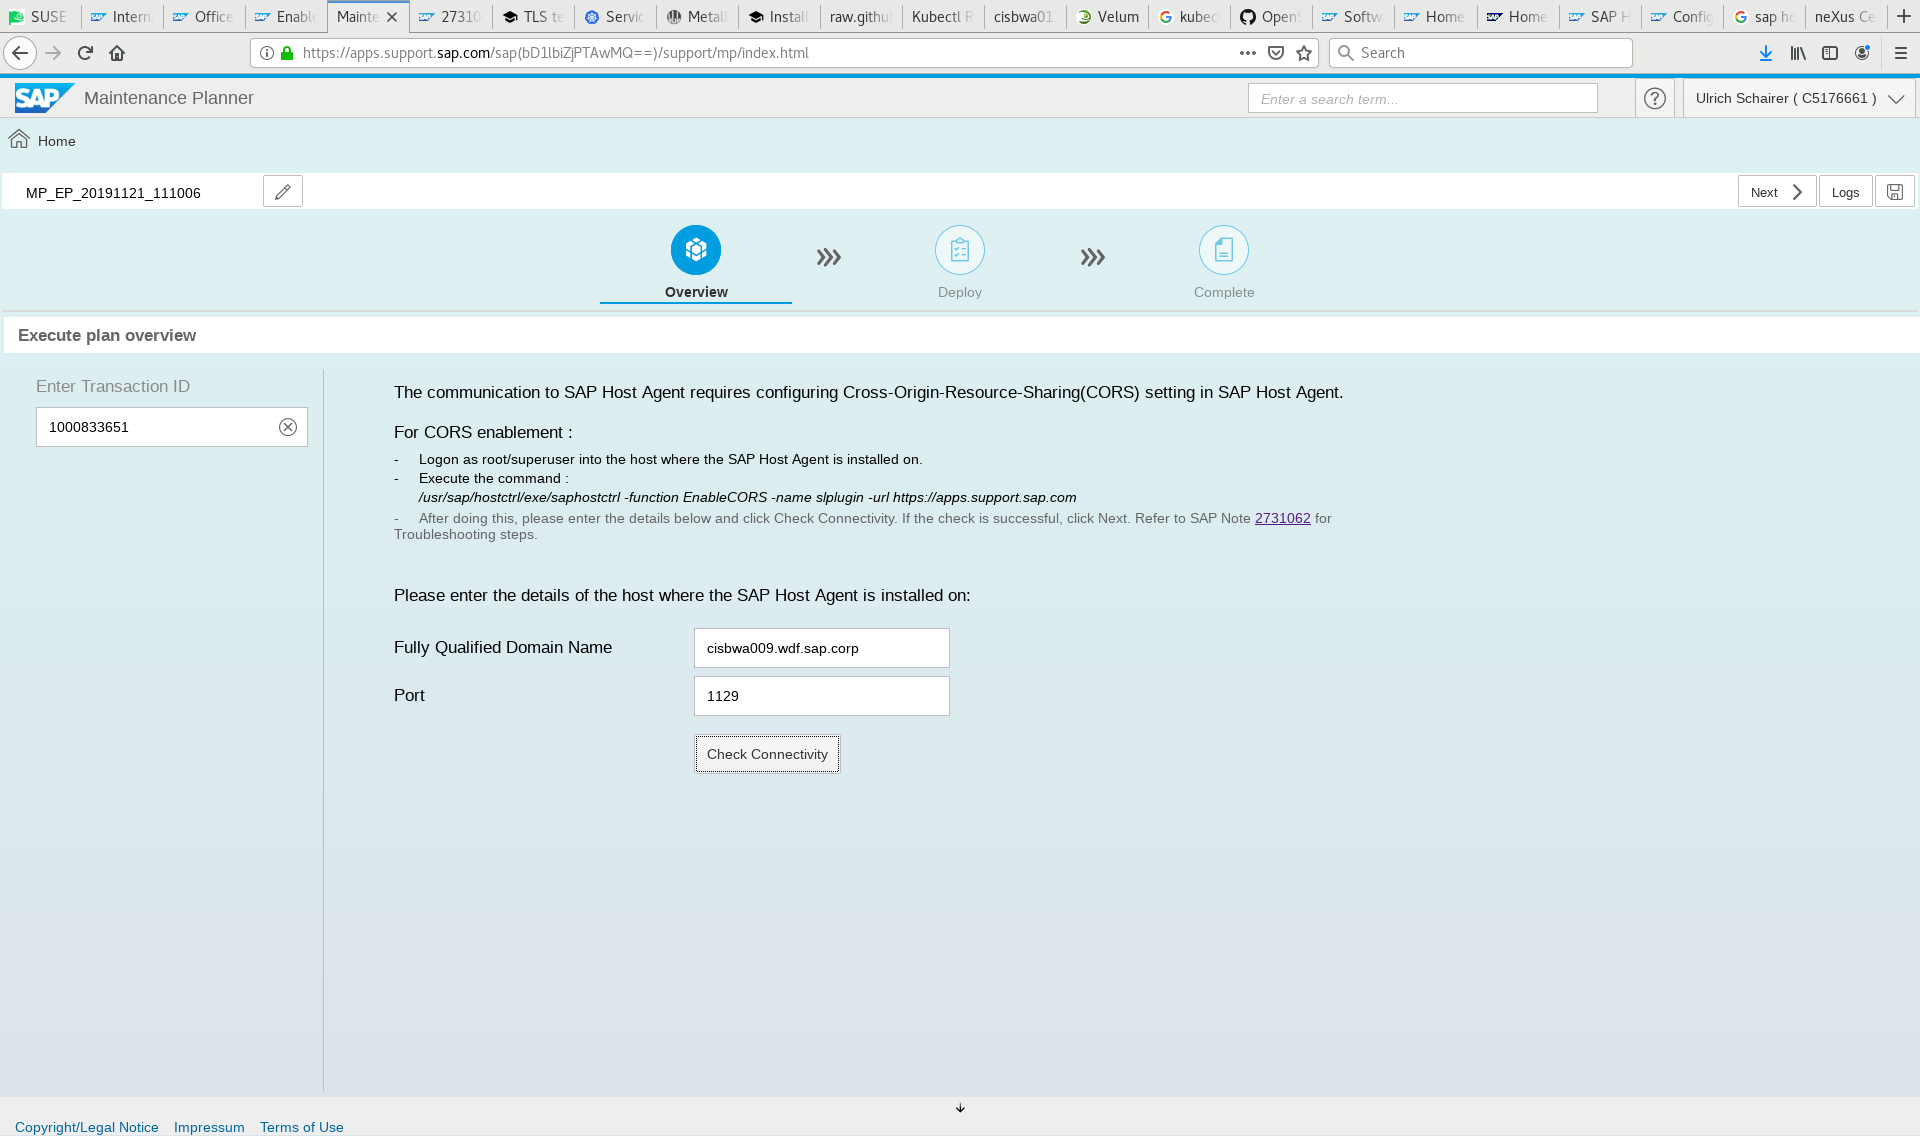 SUSE
Intern
Office
Enable
Mainte
27310
TLS te
Servic
Metall
Install
raw.githu
Kubectl R
cisbwa01
Velum
kubec
OpenS
Softw
Home
Home
SAP H
Config
sap ho
neXus Ce
https://apps.support.sap.com/sap(bD1lbiZjPTAwMQ==)/support/mp/index.html
Search
SAP Maintenance Planner
Enter a search term...
Ulrich Schairer ( C5176661 )
Home
MP_EP_20191121_111006
Next
Logs
Overview
Deploy
Complete
Execute plan overview
Enter Transaction ID
1000833651
The communication to SAP Host Agent requires configuring Cross-Origin-Resource-Sharing(CORS) setting in SAP Host Agent.
For CORS enablement :
- Logon as root/superuser into the host where the SAP Host Agent is installed on.
- Execute the command :
/usr/sap/hostctrl/exe/saphostctrl -function EnableCORS -name slplugin -url https://apps.support.sap.com
- After doing this, please enter the details below and click Check Connectivity. If the check is successful, click Next. Refer to SAP Note 2731062 for
Troubleshooting steps.
Please enter the details of the host where the SAP Host Agent is installed on:
Fully Qualified Domain Name
cisbwa009.wdf.sap.corp
Port
1129
Check Connectivity
Copyright/Legal Notice
Impressum
Terms of Use